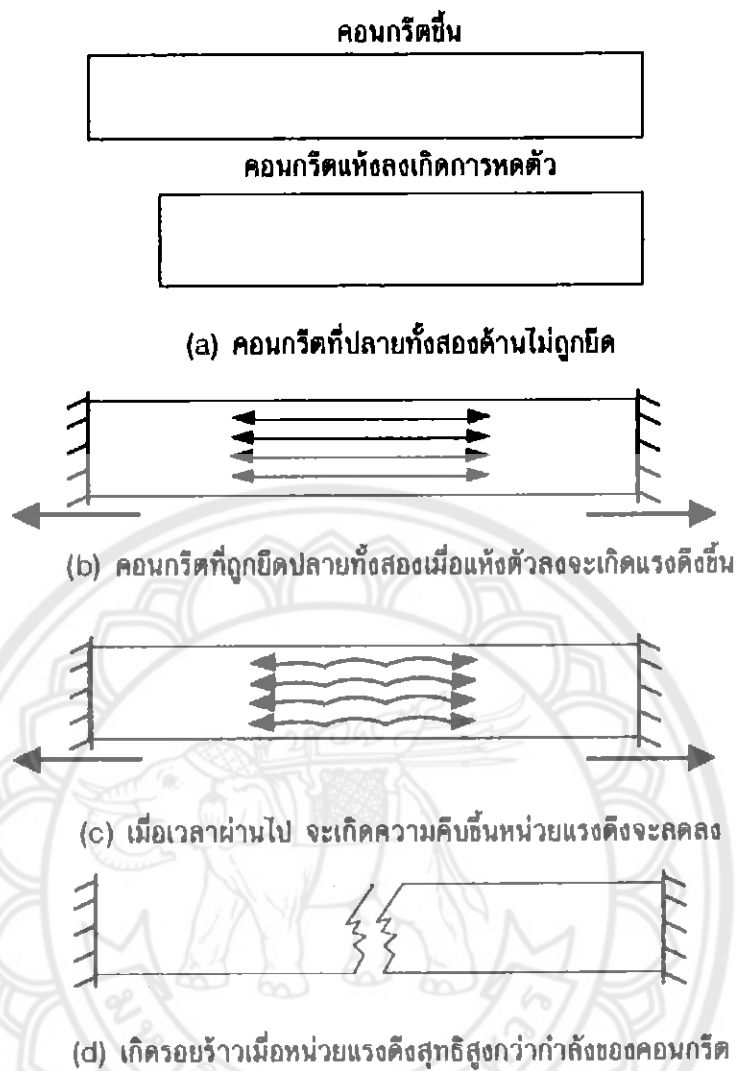 คอนกรีตชื้น
คอนกรีตแห้งลงเกิดการหดตัว
(a) คอนกรีตที่ปลายทั้งสองด้านไม่ถูกยึด
(b) คอนกรีตที่ถูกยึดปลายทั้งสองเมื่อแห้งตัวลงจะเกิดแรงดึงขึ้น
(c) เมื่อเวลาผ่านไป จะเกิดความคืบขึ้นหน่วยแรงดึงจะลดลง
(d) เกิดรอยร้าวเมื่อหน่วยแรงดึงสุทธิสูงกว่ากำลังของคอนกรีต